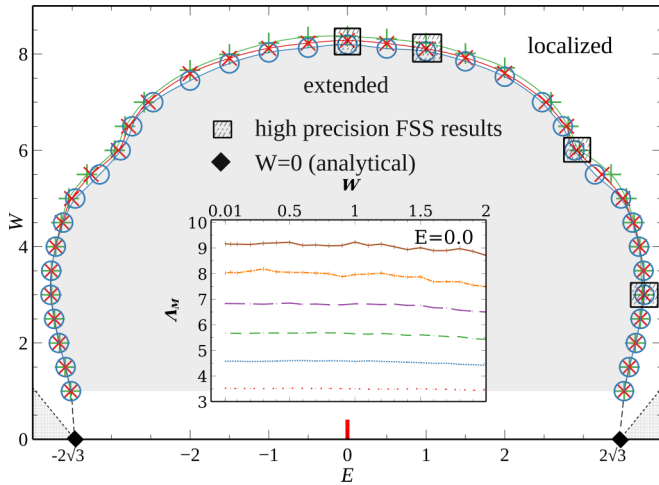 8
localized
extended
high precision FSS results
6
W=0 (analytical)
W
0.01 0.5 1 1.5 2
10
E=0.0
9
8
7
6
5
4
3
Λ_M
W
4
2
0
-2√3 −2 −1 0 1 2 2√3
E